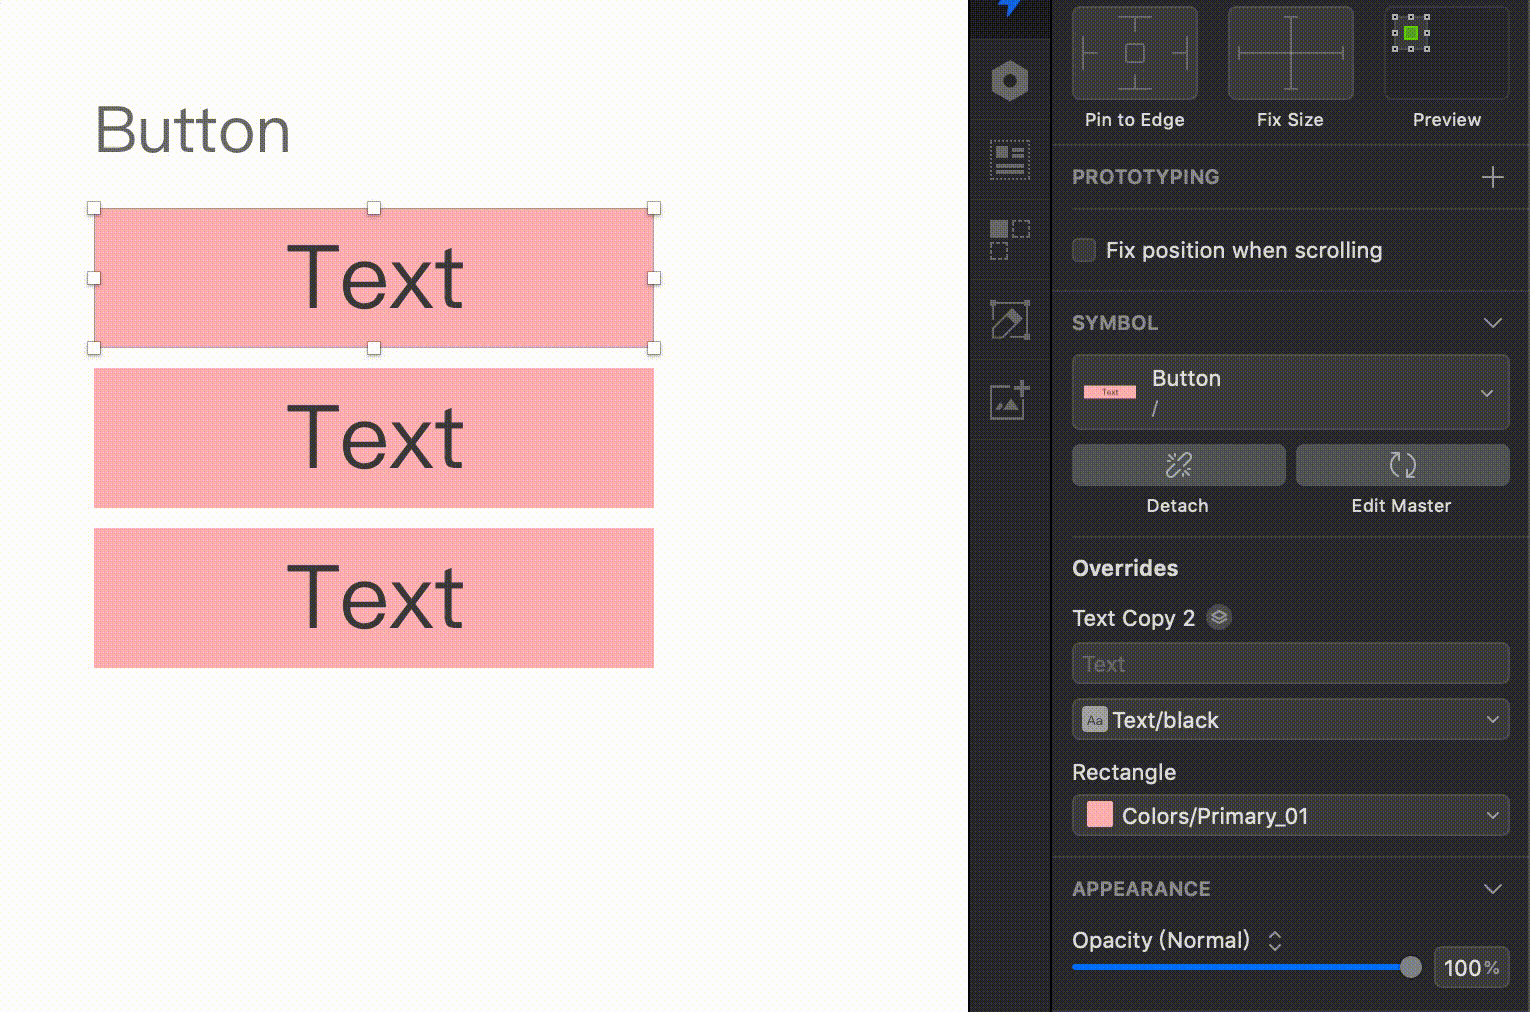 Button
Text
Text
Text
Pin to Edge
Fix Size
Preview
PROTOTYPING
Fix position when scrolling
SYMBOL
Text
Button
/
Detach
Edit Master
Overrides
Text Copy 2
Text
Aa Text/black
Rectangle
Colors/Primary_01
APPEARANCE
Opacity (Normal)
100%